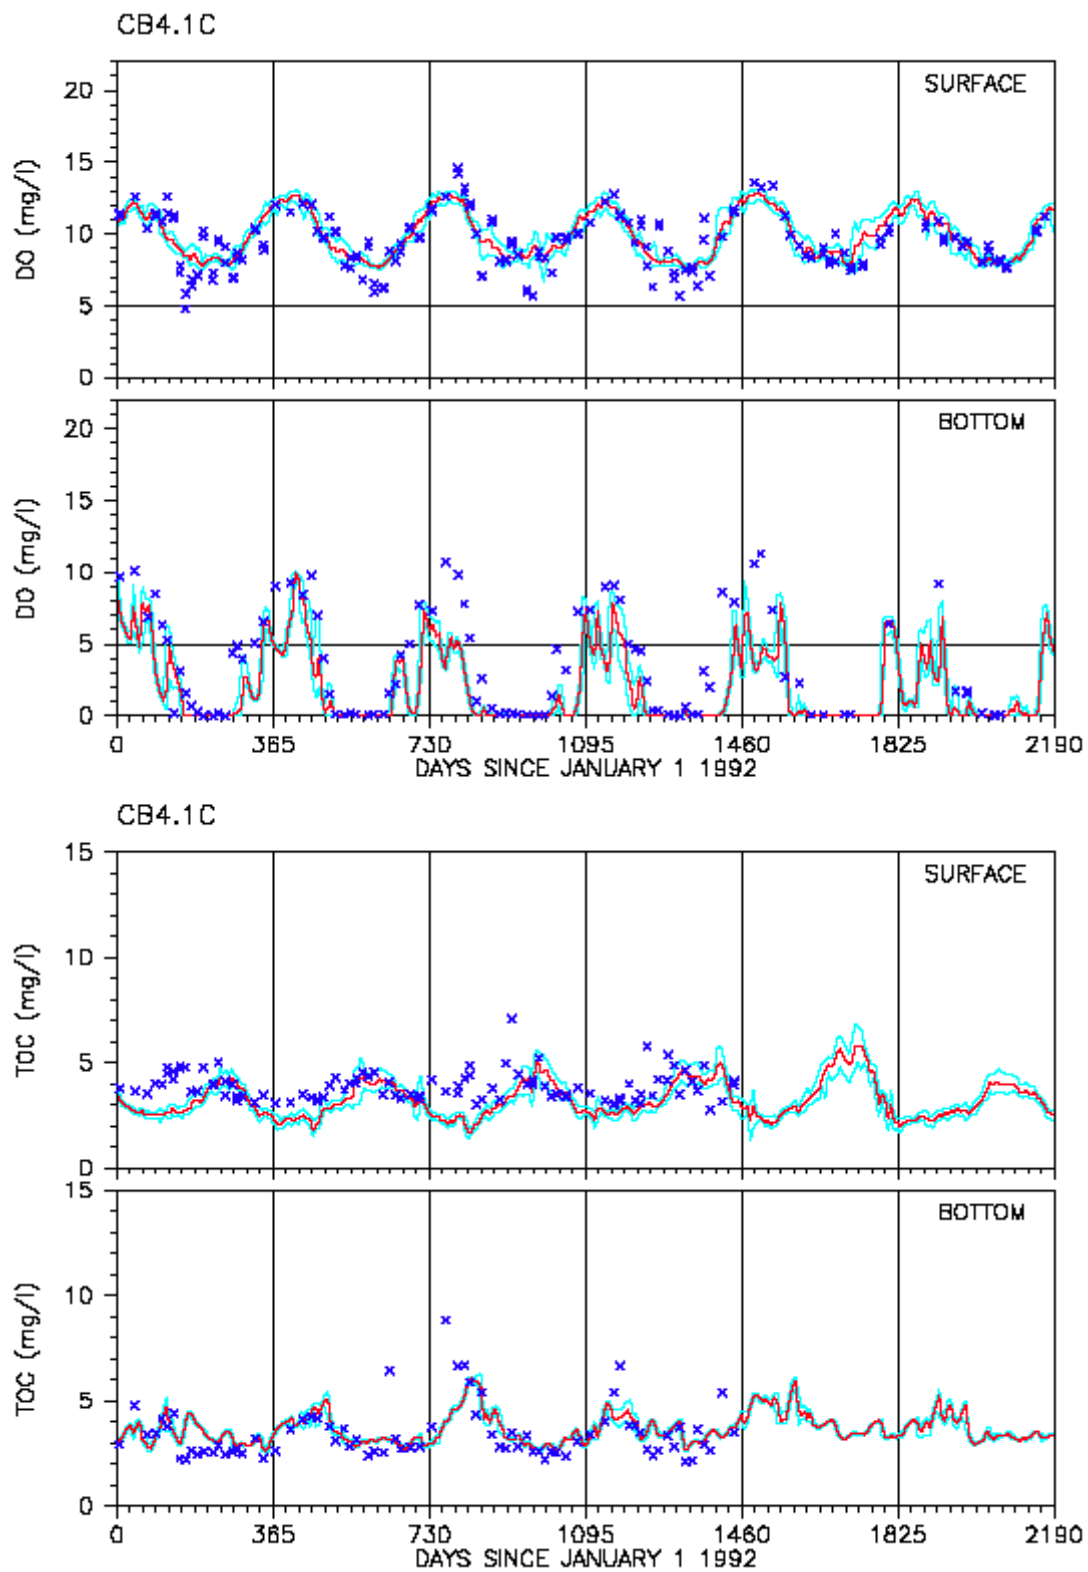 CB4.1C
SURFACE
20
15
10
5
0
DO (mg/l)
BOTTOM
20
15
10
5
0
DO (mg/l)
0 365 730 1095 1460 1825 2190
DAYS SINCE JANUARY 1 1992
CB4.1C
SURFACE
15
10
5
0
TOC (mg/l)
BOTTOM
15
10
5
0
TOC (mg/l)
0 365 730 1095 1460 1825 2190
DAYS SINCE JANUARY 1 1992